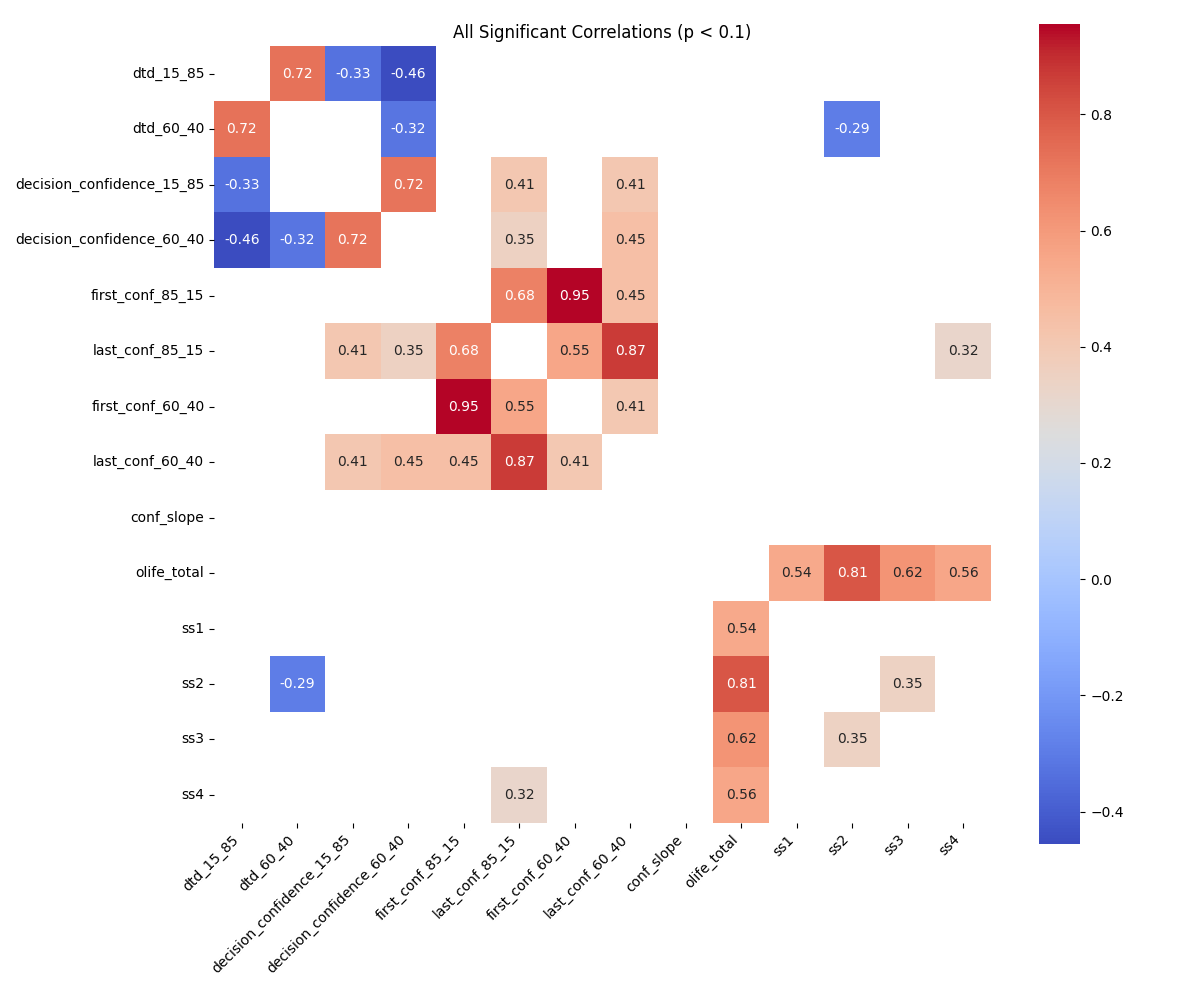 All Significant Correlations (p < 0.1)
dtd_15_85 0.72 -0.33 -0.46
dtd_60_40 0.72 -0.32 -0.29
decision_confidence_15_85 -0.33 0.72 0.41 0.41
decision_confidence_60_40 -0.46 -0.32 0.72 0.35 0.45
first_conf_85_15 0.68 0.95 0.45
last_conf_85_15 0.41 0.35 0.68 0.55 0.87 0.32
first_conf_60_40 0.95 0.55 0.41
last_conf_60_40 0.41 0.45 0.45 0.87 0.41
conf_slope
olife_total 0.54 0.81 0.62 0.56
ss1 0.54
ss2 -0.29 0.81 0.35
ss3 0.62 0.35
ss4 0.32 0.56
dtd_15_85
dtd_60_40
decision_confidence_15_85
decision_confidence_60_40
first_conf_85_15
last_conf_85_15
first_conf_60_40
last_conf_60_40
conf_slope
olife_total
ss1
ss2
ss3
ss4
0.8
0.6
0.4
0.2
0.0
−0.2
−0.4